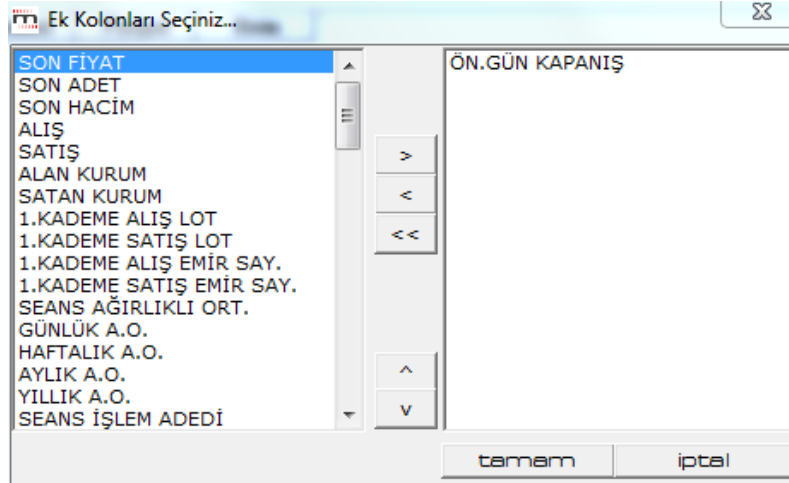 Ek Kolonları Seçiniz...
SON FİYAT
SON ADET
SON HACİM
ALIŞ
SATIŞ
ALAN KURUM
SATAN KURUM
1.KADEME ALIŞ LOT
1.KADEME SATIŞ LOT
1.KADEME ALIŞ EMİR SAY.
1.KADEME SATIŞ EMİR SAY.
SEANS AĞIRLIKLI ORT.
GÜNLÜK A.O.
HAFTALIK A.O.
AYLIK A.O.
YILLIK A.O.
SEANS İŞLEM ADEDİ
>
<
<<
^
v
ÖN.GÜN KAPANIŞ
tamam
iptal